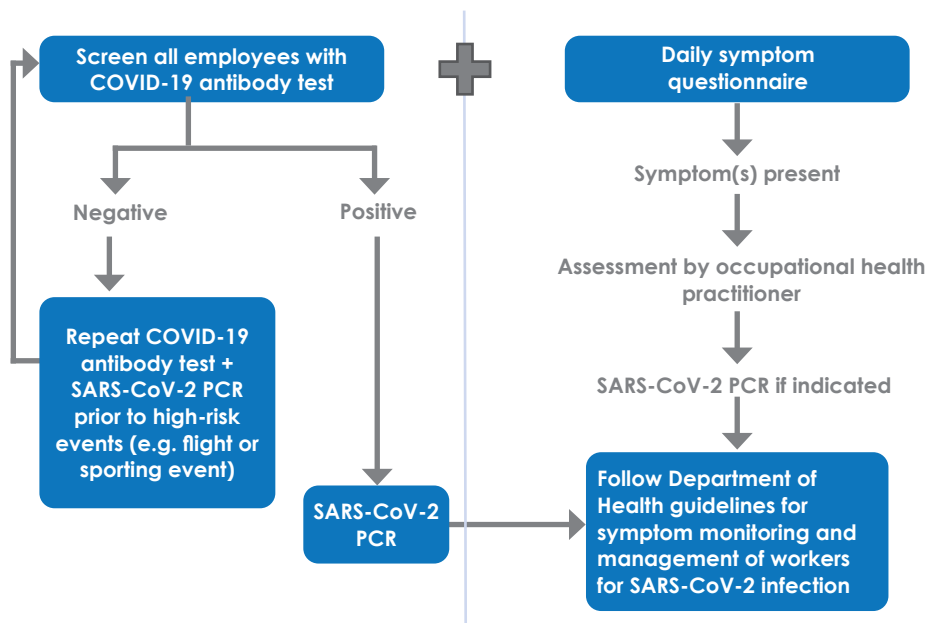 Screen all employees with
COVID-19 antibody test
Negative
Positive
Repeat COVID-19
antibody test +
SARS-CoV-2 PCR
prior to high-risk
events (e.g. flight or
sporting event)
SARS-CoV-2
PCR
Daily symptom
questionnaire
Symptom(s) present
Assessment by occupational health
practitioner
SARS-CoV-2 PCR if indicated
Follow Department of
Health guidelines for
symptom monitoring and
management of workers
for SARS-CoV-2 infection